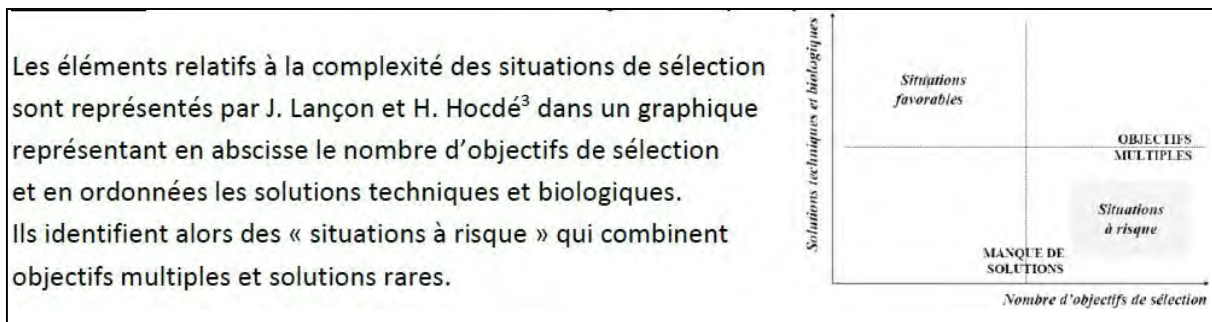 Les éléments relatifs à la complexité des situations de sélection
sont représentés par J. Lançon et H. Hocdé³ dans un graphique
représentant en abscisse le nombre d’objectifs de sélection
et en ordonnées les solutions techniques et biologiques.
Ils identifient alors des « situations à risque » qui combinent
objectifs multiples et solutions rares.
Solutions techniques et biologiques
Situations
favorables
OBJECTIFS
MULTIPLES
Situations
à risque
MANQUE DE
SOLUTIONS
Nombre d’objectifs de sélection